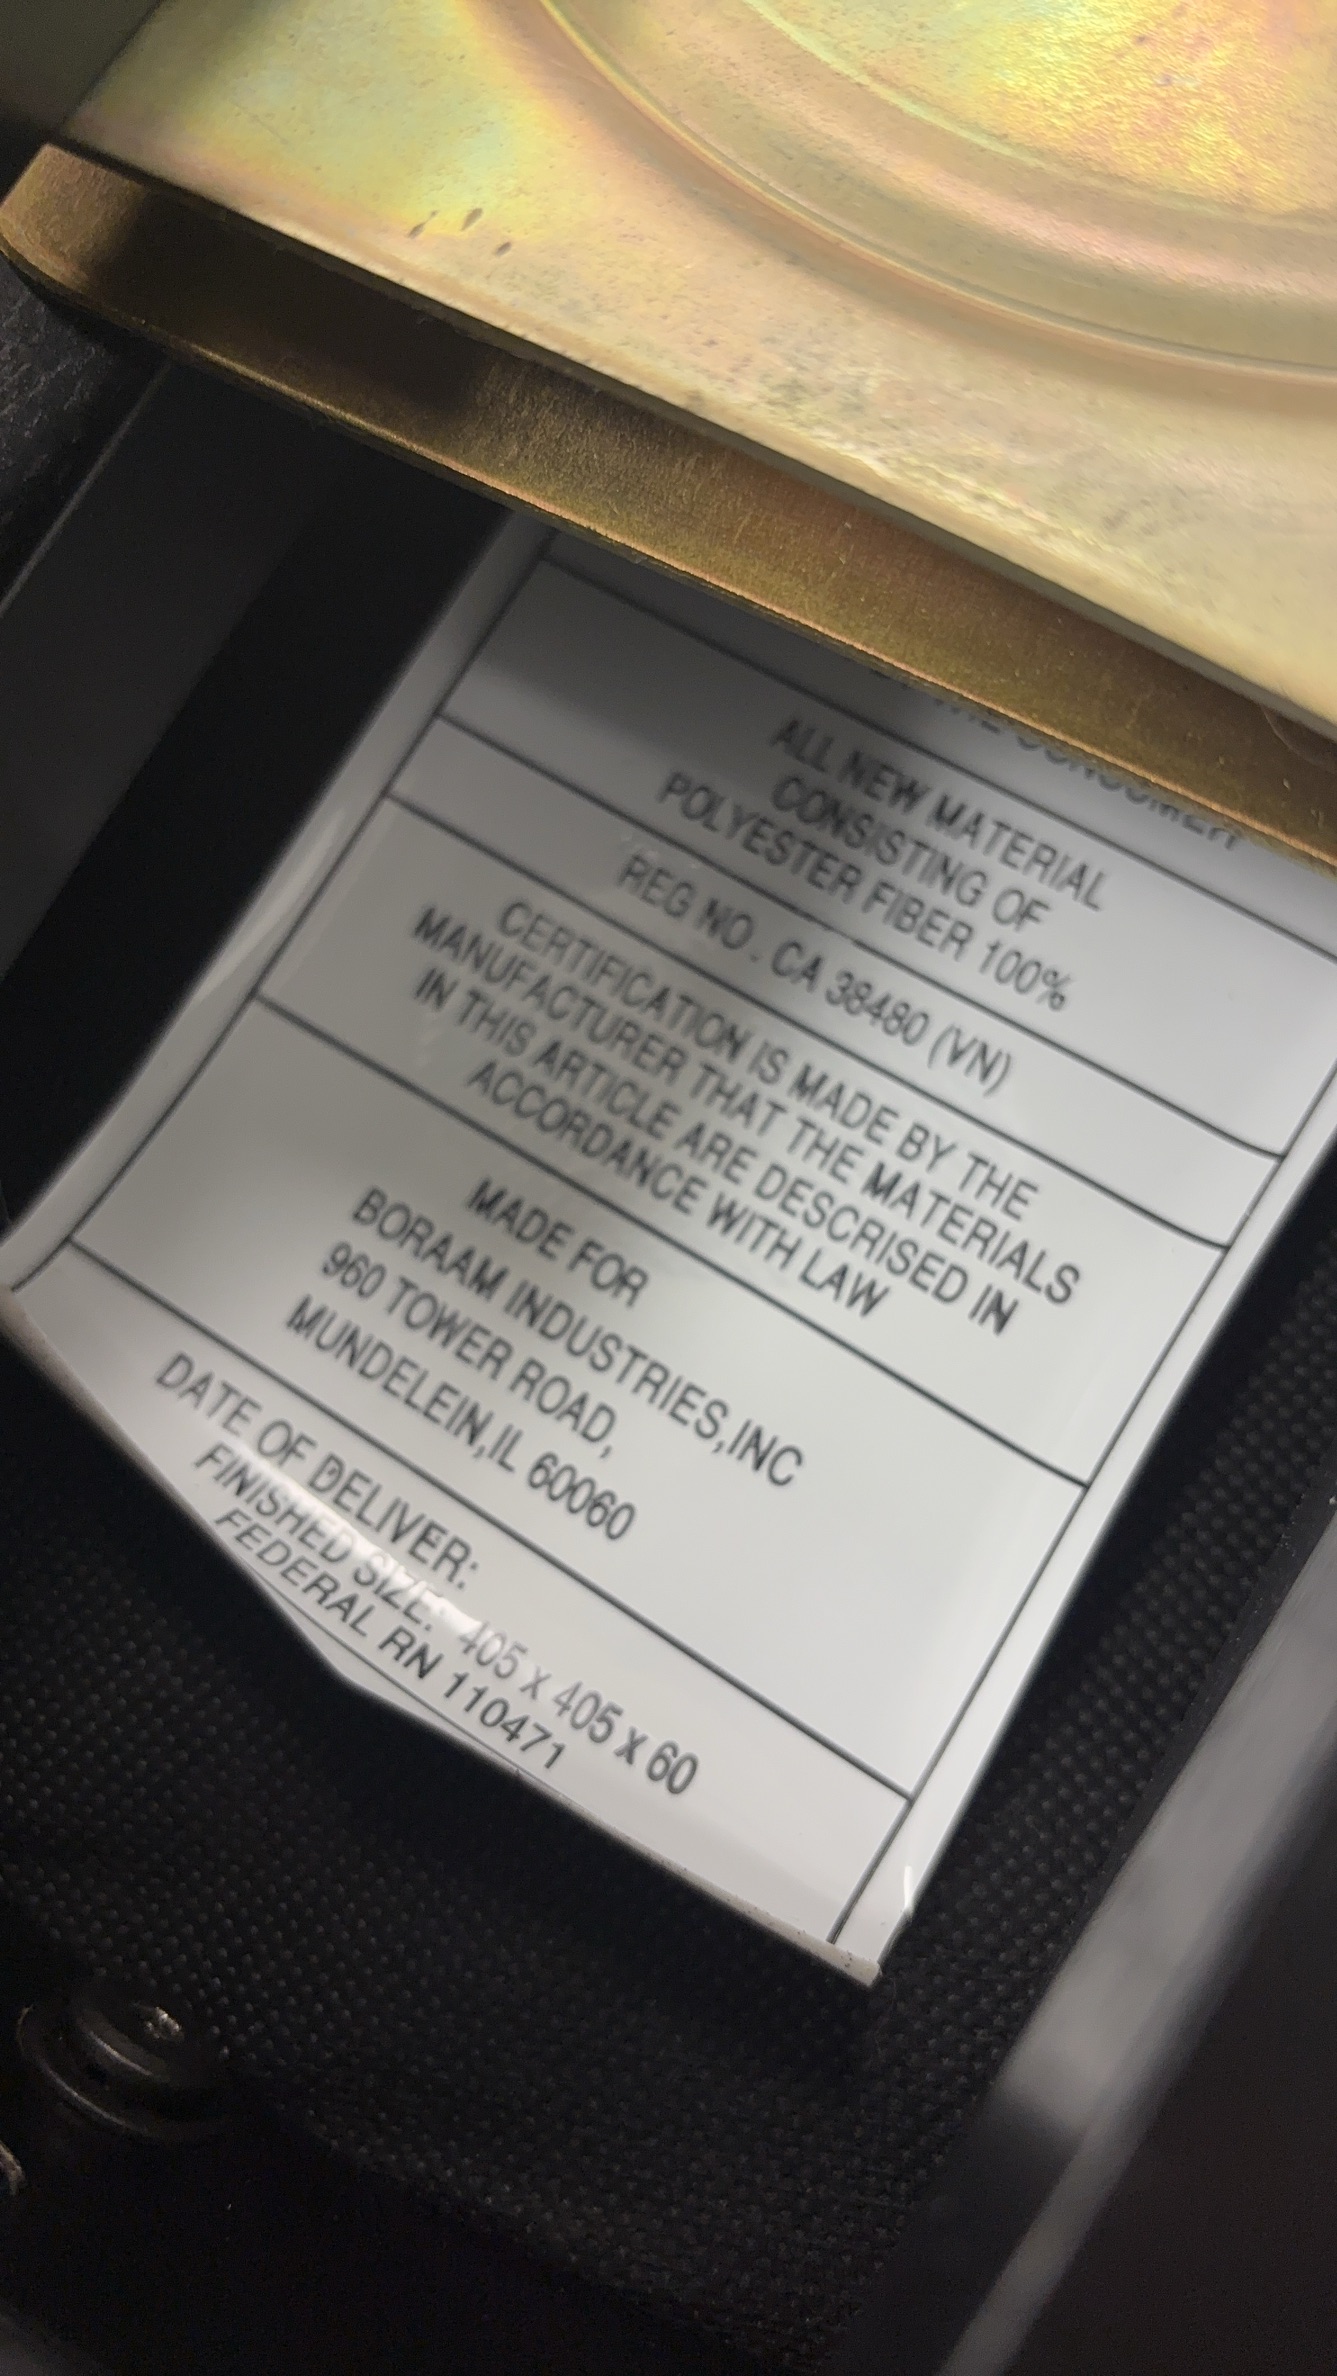 CONSUMER
ALL NEW MATERIAL
CONSISTING OF
POLYESTER FIBER 100%
REG NO. CA 38480 (VN)
CERTIFICATION IS MADE BY THE
MANUFACTURER THAT THE MATERIALS
IN THIS ARTICLE ARE DESCRISED IN
ACCORDANCE WITH LAW
MADE FOR
BORAAM INDUSTRIES,INC
960 TOWER ROAD,
MUNDELEIN,IL 60060
DATE OF DELIVER:
FINISHED SIZE: 405 x 405 x 60
FEDERAL RN 110471